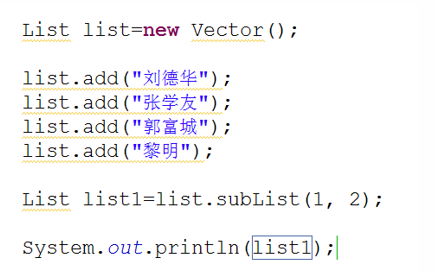 List list=new Vector();
list.add("刘德华");
list.add("张学友");
list.add("郭富城");
list.add("黎明");
List list1=list.subList(1, 2);
System.out.println(list1);